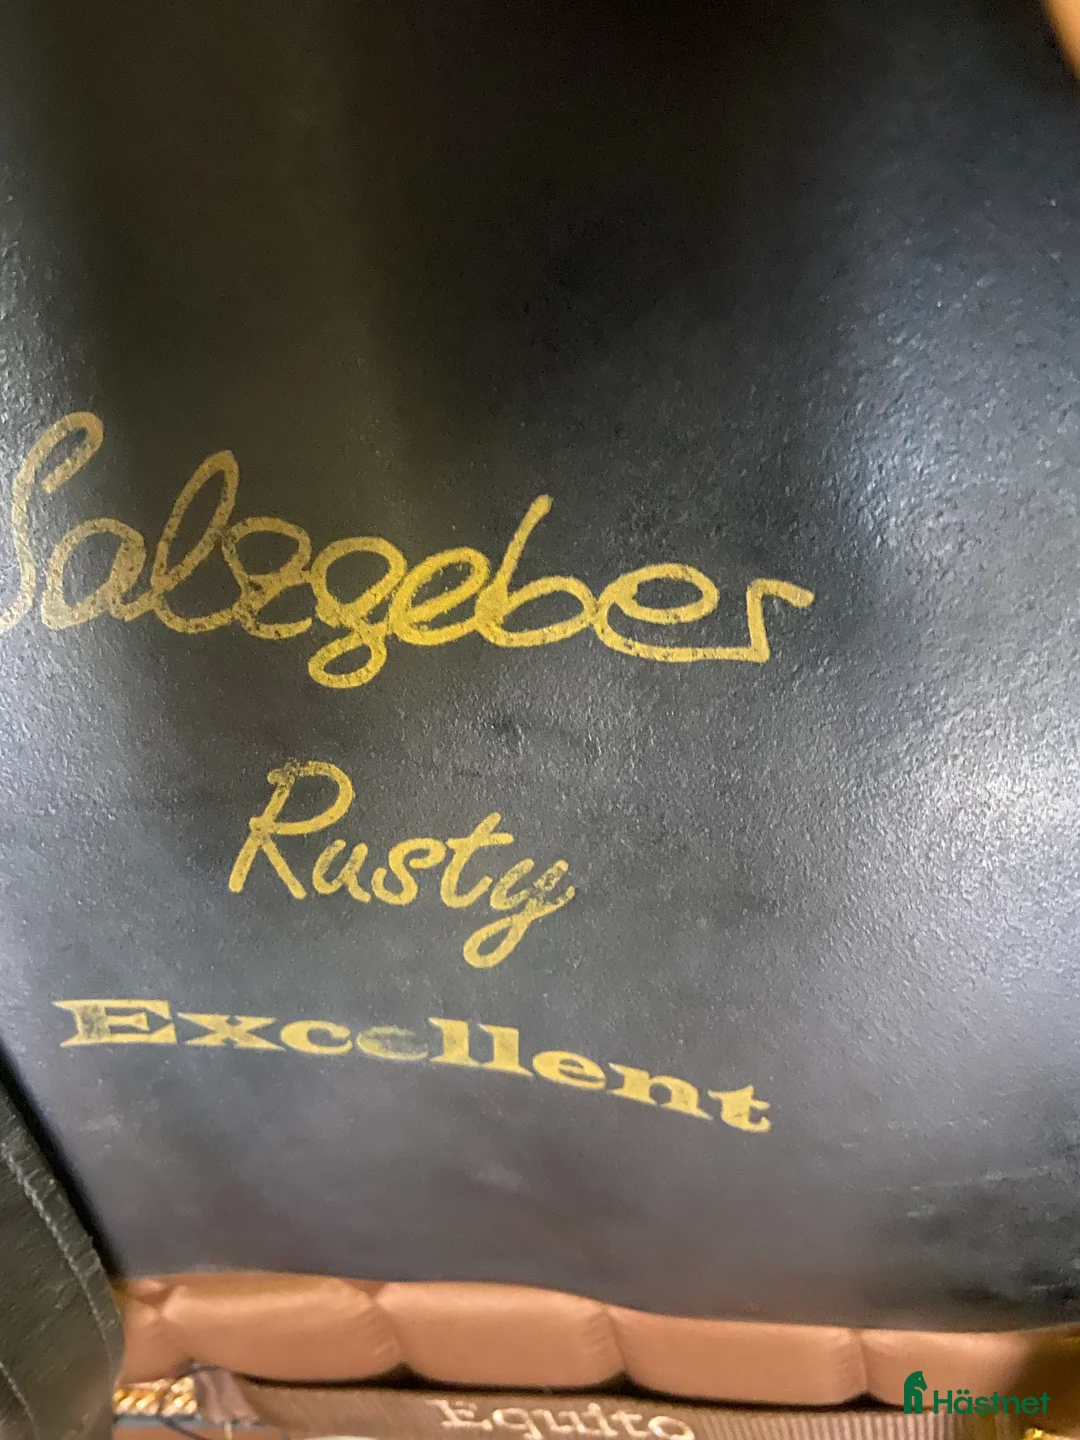 Salzgeber
Rusty
Excellent
Equito
Hästnet